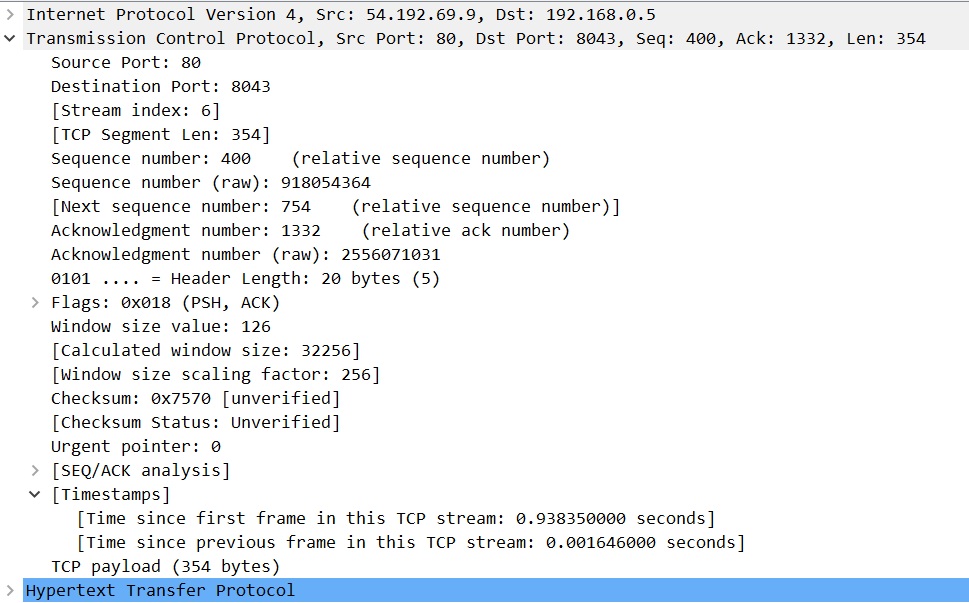 Internet Protocol Version 4, Src: 54.192.69.9, Dst: 192.168.0.5
Transmission Control Protocol, Src Port: 80, Dst Port: 8043, Seq: 400, Ack: 1332, Len: 354
Source Port: 80
Destination Port: 8043
[Stream index: 6]
[TCP Segment Len: 354]
Sequence number: 400    (relative sequence number)
Sequence number (raw): 918054364
[Next sequence number: 754    (relative sequence number)]
Acknowledgment number: 1332    (relative ack number)
Acknowledgment number (raw): 2556071031
0101 .... = Header Length: 20 bytes (5)
Flags: 0x018 (PSH, ACK)
Window size value: 126
[Calculated window size: 32256]
[Window size scaling factor: 256]
Checksum: 0x7570 [unverified]
[Checksum Status: Unverified]
Urgent pointer: 0
[SEQ/ACK analysis]
[Timestamps]
[Time since first frame in this TCP stream: 0.938350000 seconds]
[Time since previous frame in this TCP stream: 0.001646000 seconds]
TCP payload (354 bytes)
Hypertext Transfer Protocol